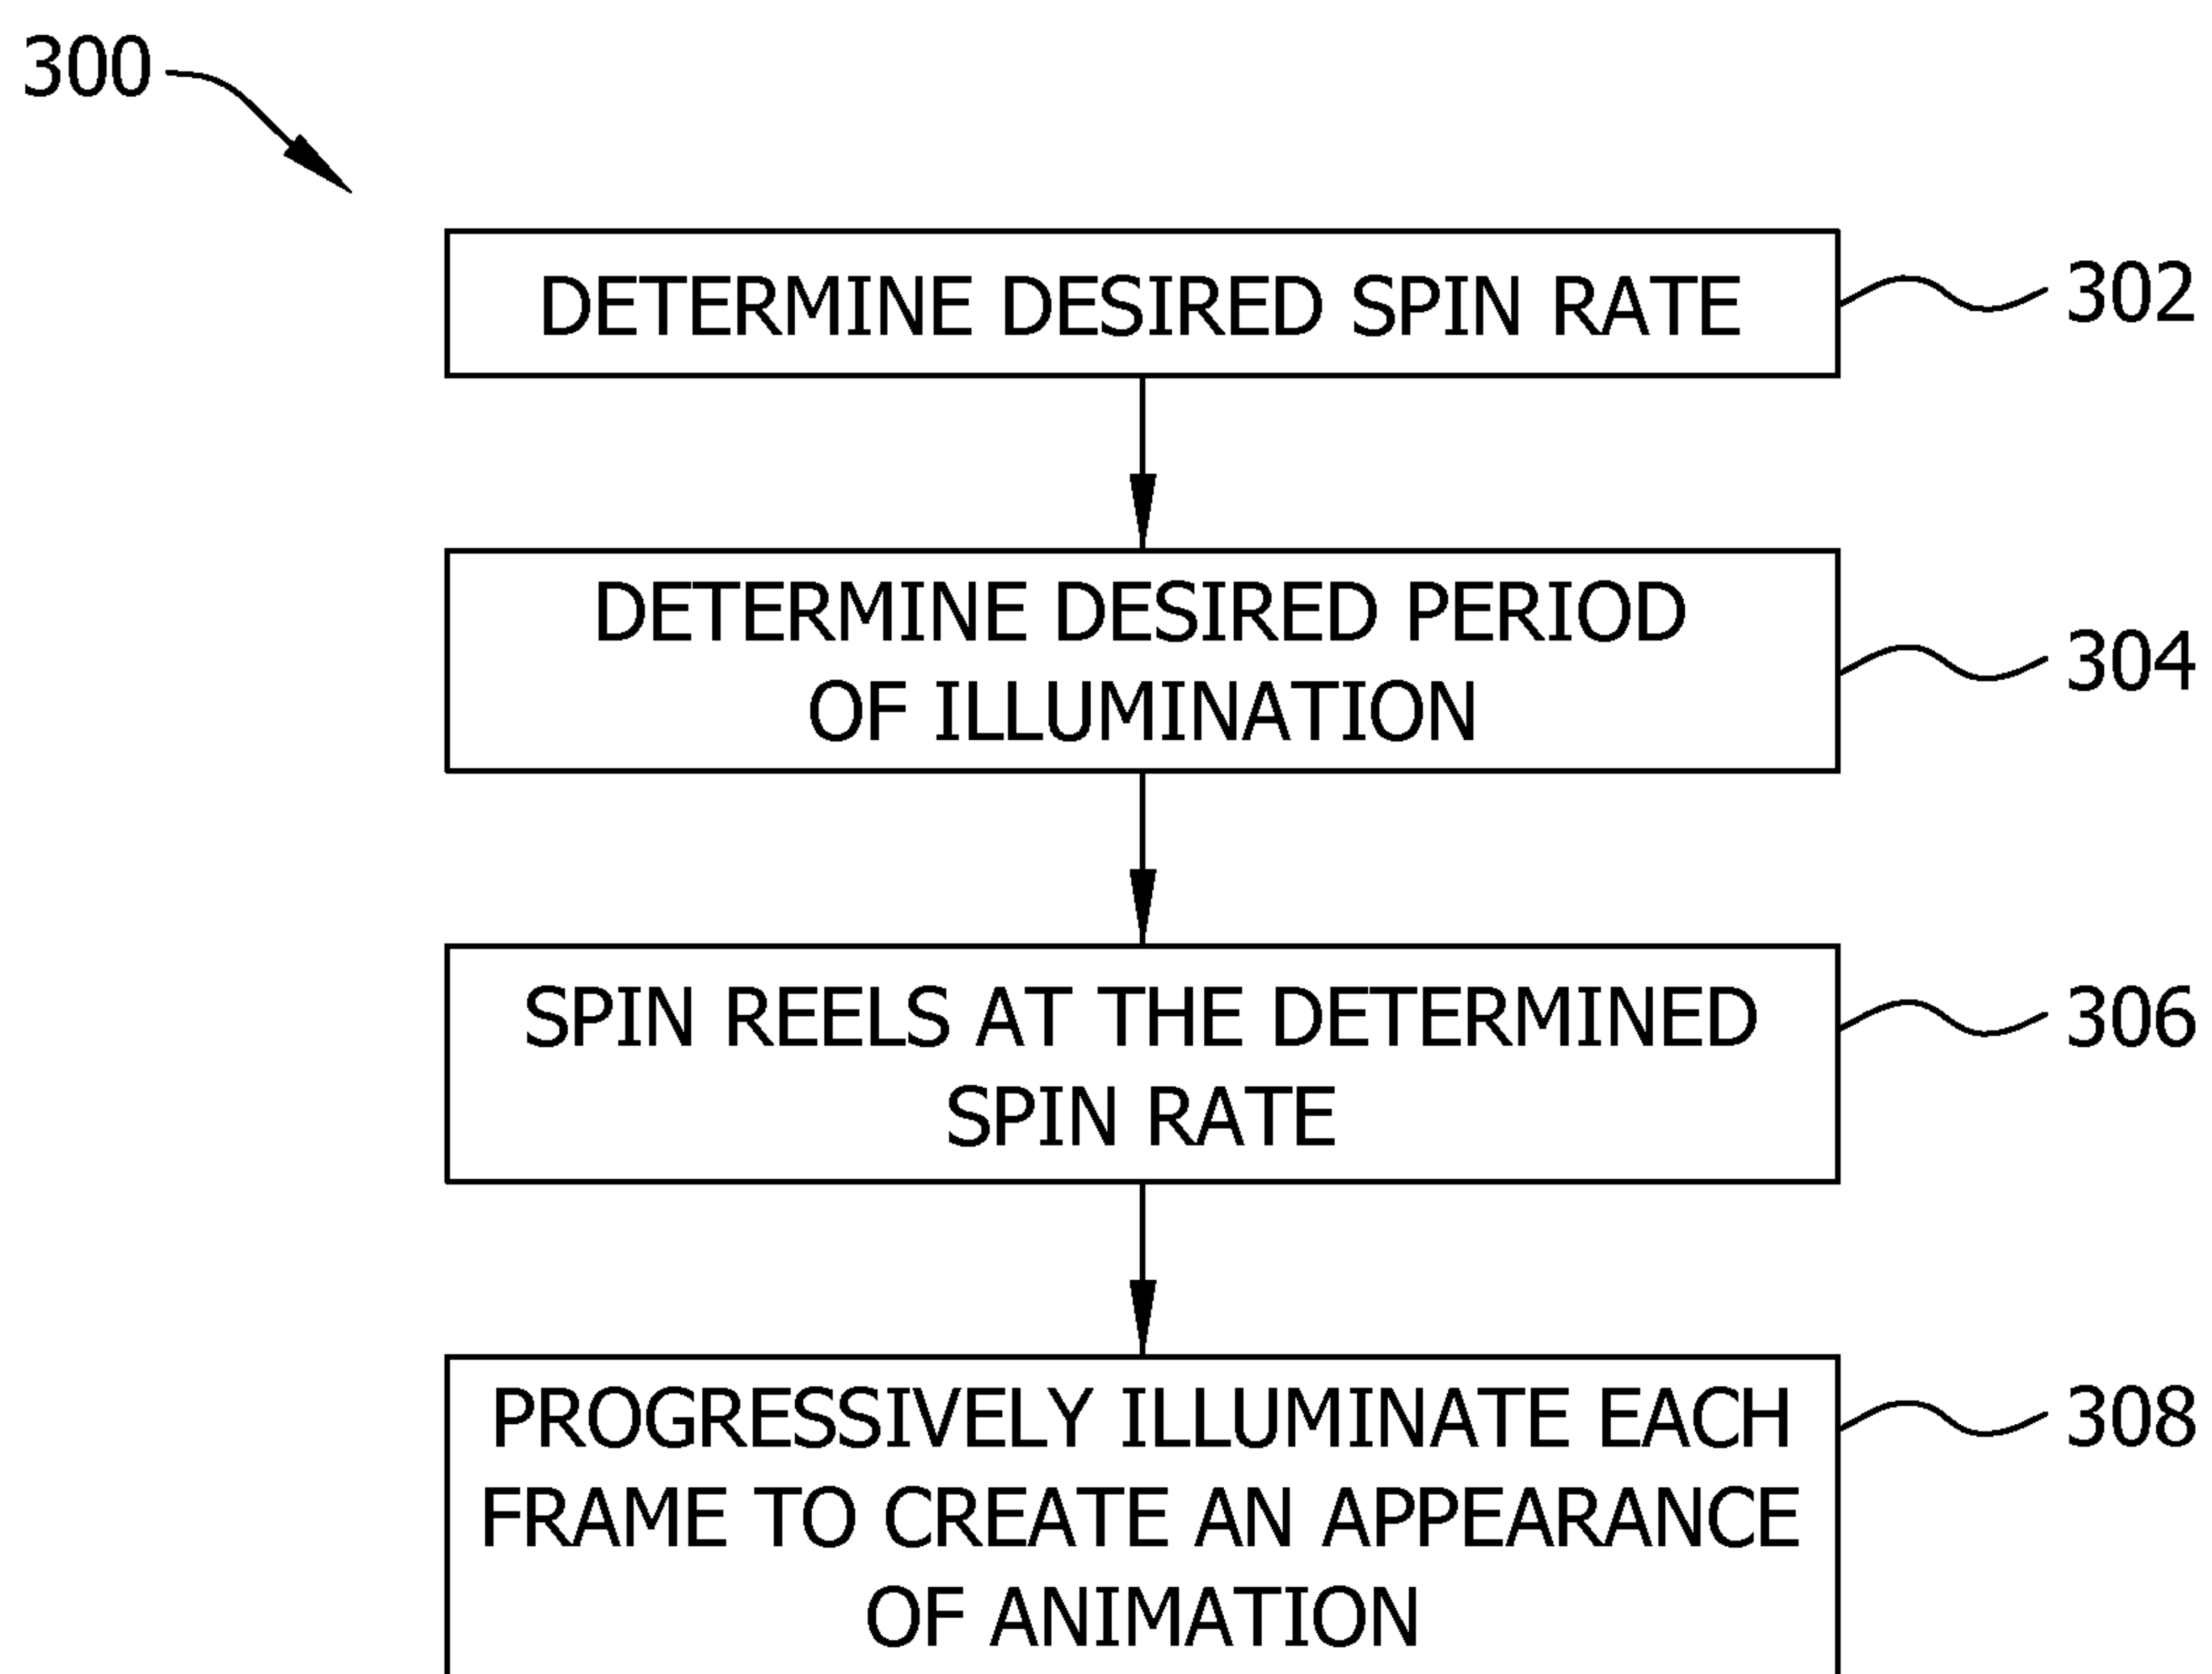 300
DETERMINE DESIRED SPIN RATE
302
DETERMINE DESIRED PERIOD
OF ILLUMINATION
304
SPIN REELS AT THE DETERMINED
SPIN RATE
306
PROGRESSIVELY ILLUMINATE EACH
FRAME TO CREATE AN APPEARANCE
OF ANIMATION
308